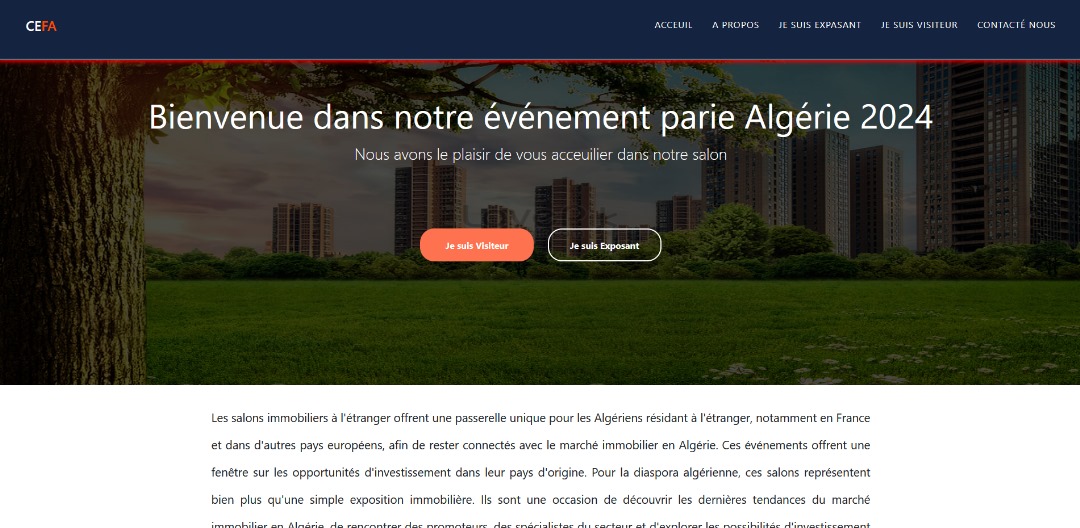 CEFA
ACCEUIL A PROPOS JE SUIS EXPASANT JE SUIS VISITEUR CONTACTÉ NOUS
Bienvenue dans notre événement parie Algérie 2024
Nous avons le plaisir de vous acceuilier dans notre salon
Je suis Visiteur Je suis Exposant
Les salons immobiliers à l'étranger offrent une passerelle unique pour les Algériens résidant à l'étranger, notamment en France
et dans d'autres pays européens, afin de rester connectés avec le marché immobilier en Algérie. Ces événements offrent une
fenêtre sur les opportunités d'investissement dans leur pays d'origine. Pour la diaspora algérienne, ces salons représentent
bien plus qu'une simple exposition immobilière. Ils sont une occasion de découvrir les dernières tendances du marché
immobilier en Algérie, de rencontrer des promoteurs, des spécialistes du secteur et d'explorer les possibilités d'investissement